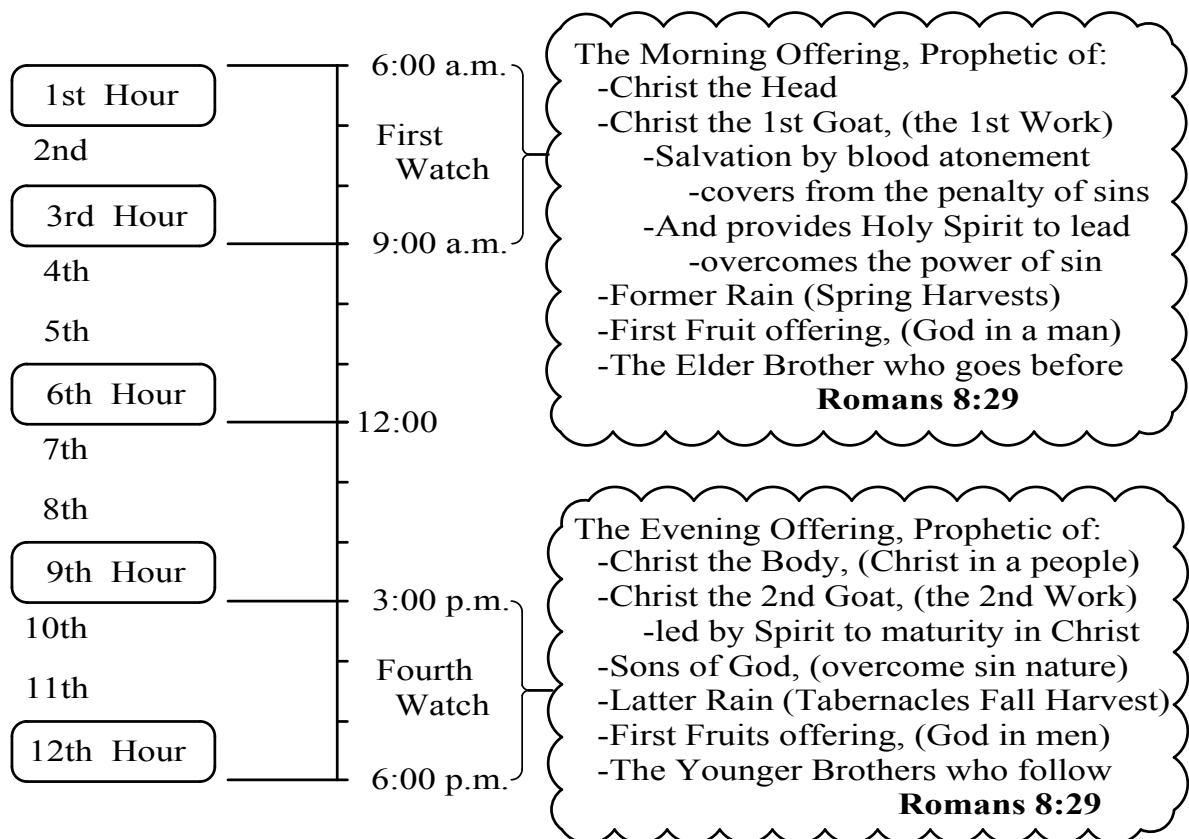 1st Hour
2nd
3rd Hour
4th
5th
6th Hour
7th
8th
9th Hour
10th
11th
12th Hour
6:00 a.m.
First
Watch
9:00 a.m.
12:00
3:00 p.m.
Fourth
Watch
6:00 p.m.
The Morning Offering, Prophetic of:
-Christ the Head
-Christ the 1st Goat, (the 1st Work)
-Salvation by blood atonement
-covers from the penalty of sins
-And provides Holy Spirit to lead
-overcomes the power of sin
-Former Rain (Spring Harvests)
-First Fruit offering, (God in a man)
-The Elder Brother who goes before
Romans 8:29
The Evening Offering, Prophetic of:
-Christ the Body, (Christ in a people)
-Christ the 2nd Goat, (the 2nd Work)
-led by Spirit to maturity in Christ
-Sons of God, (overcome sin nature)
-Latter Rain (Tabernacles Fall Harvest)
-First Fruits offering, (God in men)
-The Younger Brothers who follow
Romans 8:29